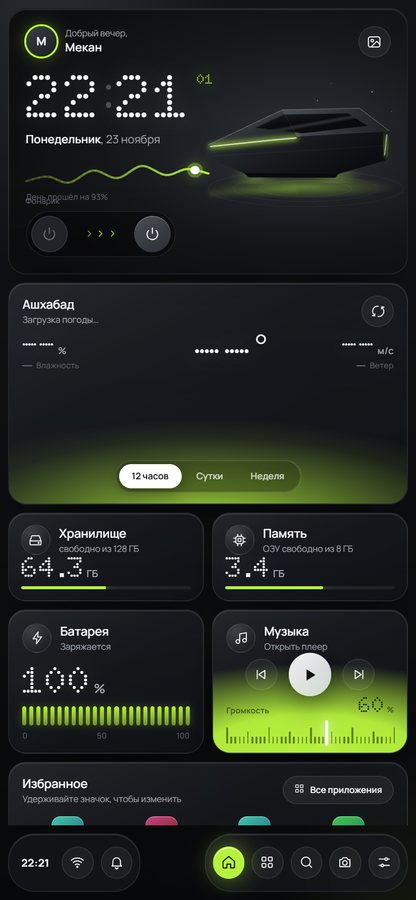 M
Добрый вечер,
Мекан
22:21
01
Понедельник, 23 ноября
День прошёл на 93%
Фонарик
Ашхабад
Загрузка погоды…
%
м/с
— Влажность
— Ветер
12 часов
Сутки
Неделя
Хранилище
свободно из 128 ГБ
64.3 ГБ
Память
ОЗУ свободно из 8 ГБ
3.4 ГБ
Батарея
Заряжается
100 %
0 50 100
Музыка
Открыть плеер
Громкость
60 %
Избранное
Удерживайте значок, чтобы изменить
Все приложения
22:21